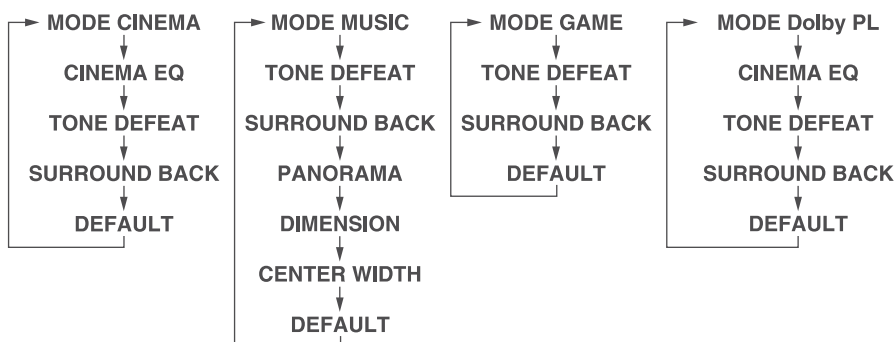 MODE CINEMA
CINEMA EQ
TONE DEFEAT
SURROUND BACK
DEFAULT
MODE MUSIC
TONE DEFEAT
SURROUND BACK
PANORAMA
DIMENSION
CENTER WIDTH
DEFAULT
MODE GAME
TONE DEFEAT
SURROUND BACK
DEFAULT
MODE Dolby PL
CINEMA EQ
TONE DEFEAT
SURROUND BACK
DEFAULT